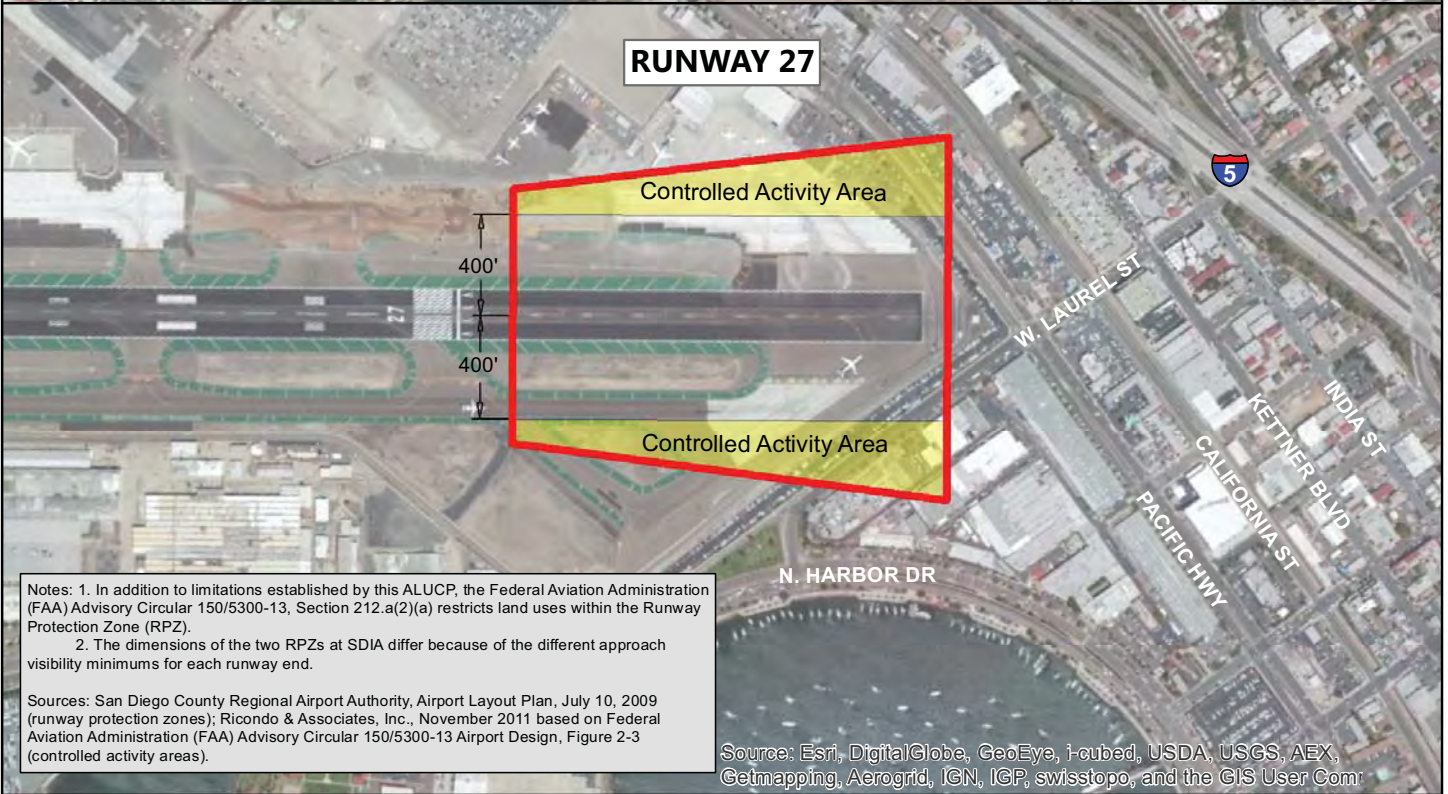 RUNWAY 27
Controlled Activity Area
5
400'
27
400'
W. LAUREL ST
INDIA ST
KETTNER BLVD
CALIFORNIA ST
PACIFIC HWY
Controlled Activity Area
N. HARBOR DR
Notes: 1. In addition to limitations established by this ALUCP, the Federal Aviation Administration
(FAA) Advisory Circular 150/5300-13, Section 212.a(2)(a) restricts land uses within the Runway
Protection Zone (RPZ).
2. The dimensions of the two RPZs at SDIA differ because of the different approach
visibility minimums for each runway end.
Sources: San Diego County Regional Airport Authority, Airport Layout Plan, July 10, 2009
(runway protection zones); Ricondo & Associates, Inc., November 2011 based on Federal
Aviation Administration (FAA) Advisory Circular 150/5300-13 Airport Design, Figure 2-3
(controlled activity areas).
Source: Esri, DigitalGlobe, GeoEye, i-cubed, USDA, USGS, AEX,
Getmapping, Aerogrid, IGN, IGP, swisstopo, and the GIS User